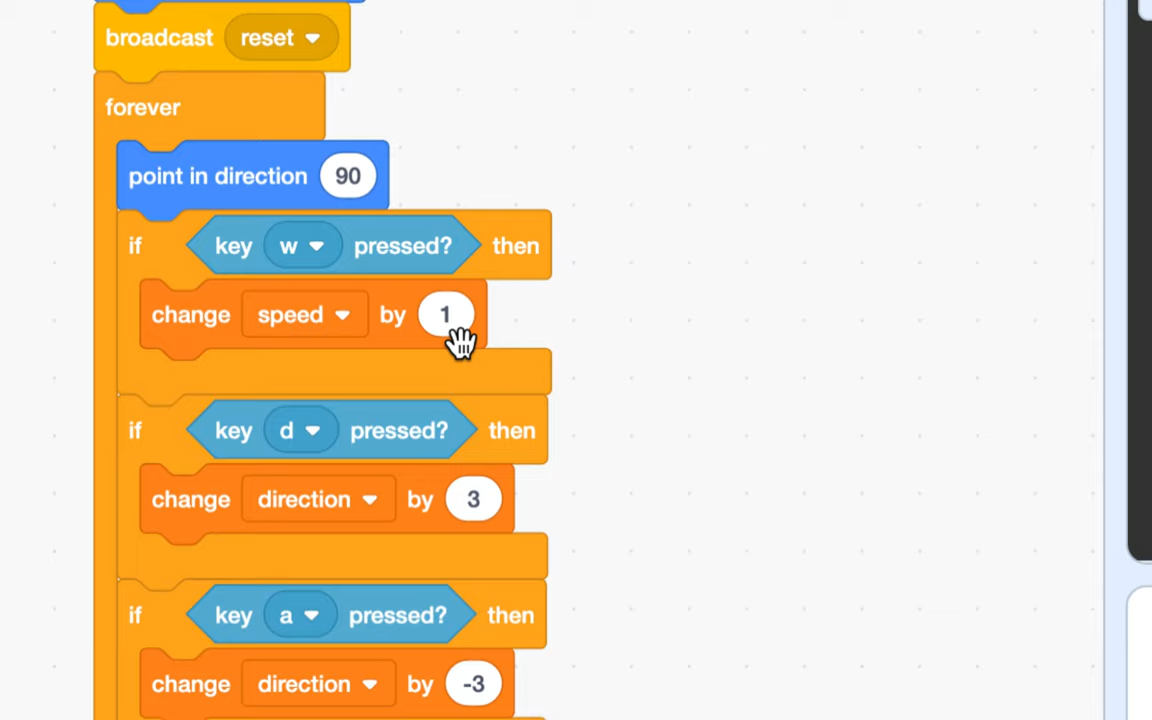 broadcast reset
forever
point in direction 90
if key w pressed? then
change speed by 1
if key d pressed? then
change direction by 3
if key a pressed? then
change direction by -3